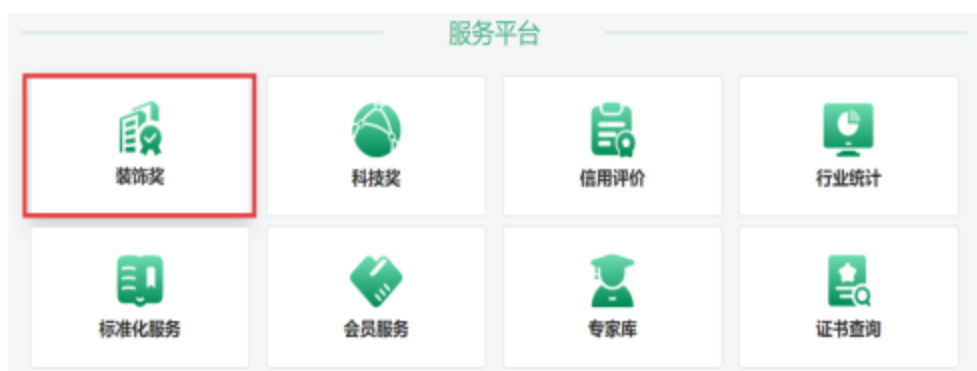 服务平台
装饰奖
科技奖
信用评价
行业统计
标准化服务
会员服务
专家库
证书查询